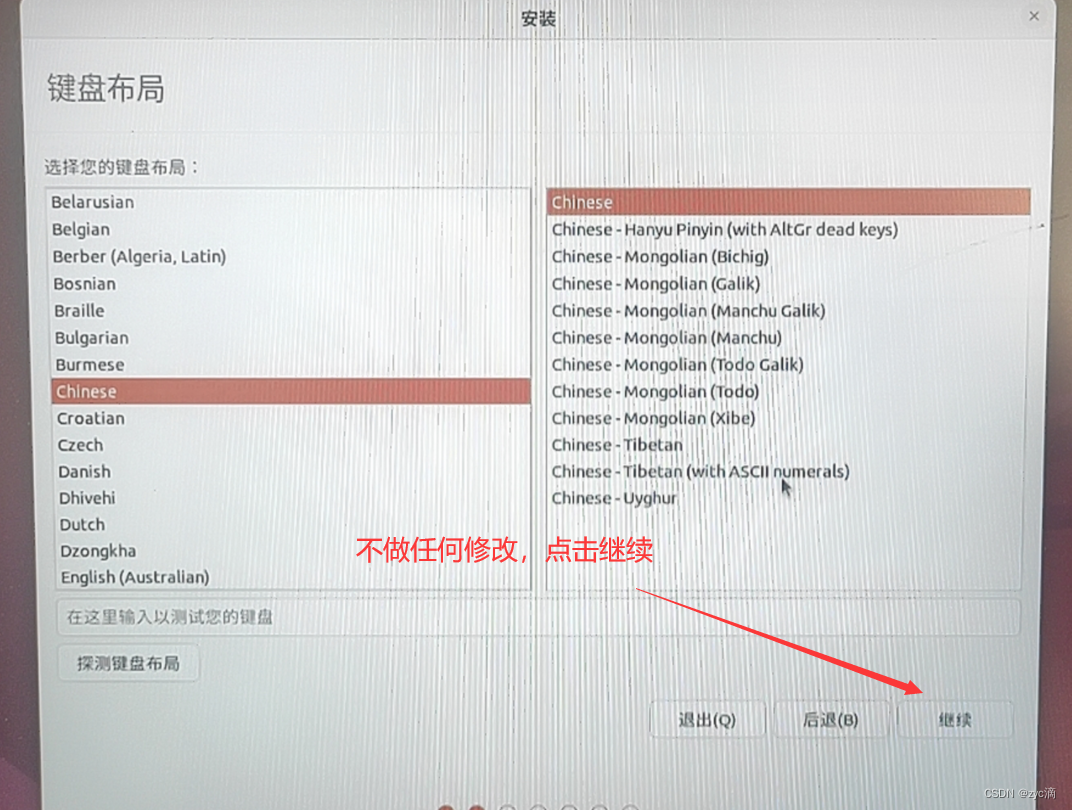 安装
键盘布局
选择您的键盘布局：
Belarusian
Belgian
Berber (Algeria, Latin)
Bosnian
Braille
Bulgarian
Burmese
Chinese
Croatian
Czech
Danish
Dhivehi
Dutch
Dzongkha
English (Australian)
Chinese
Chinese - Hanyu Pinyin (with AltGr dead keys)
Chinese - Mongolian (Bichig)
Chinese - Mongolian (Galik)
Chinese - Mongolian (Manchu Galik)
Chinese - Mongolian (Manchu)
Chinese - Mongolian (Todo Galik)
Chinese - Mongolian (Todo)
Chinese - Mongolian (Xibe)
Chinese - Tibetan
Chinese - Tibetan (with ASCII numerals)
Chinese - Uyghur
不做任何修改，点击继续
在这里输入以测试您的键盘
探测键盘布局
退出(Q)
后退(B)
继续
CSDN @zyc滴